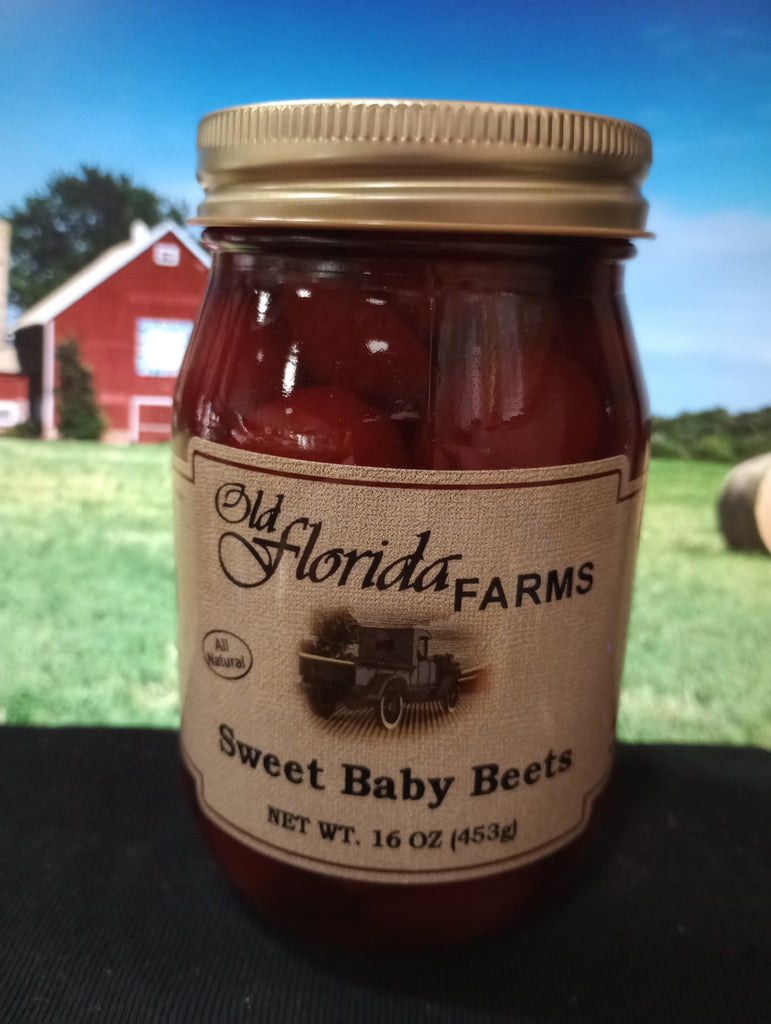 Old
Florida FARMS
All
Natural
Sweet Baby Beets
NET WT. 16 OZ (453g)